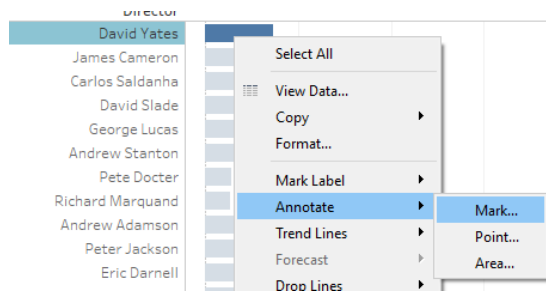 Director
David Yates
James Cameron
Carlos Saldanha
David Slade
George Lucas
Andrew Stanton
Pete Docter
Richard Marquand
Andrew Adamson
Peter Jackson
Eric Darnell
Select All
View Data...
Copy
Format...
Mark Label
Annotate
Trend Lines
Forecast
Drop Lines
Mark...
Point...
Area...